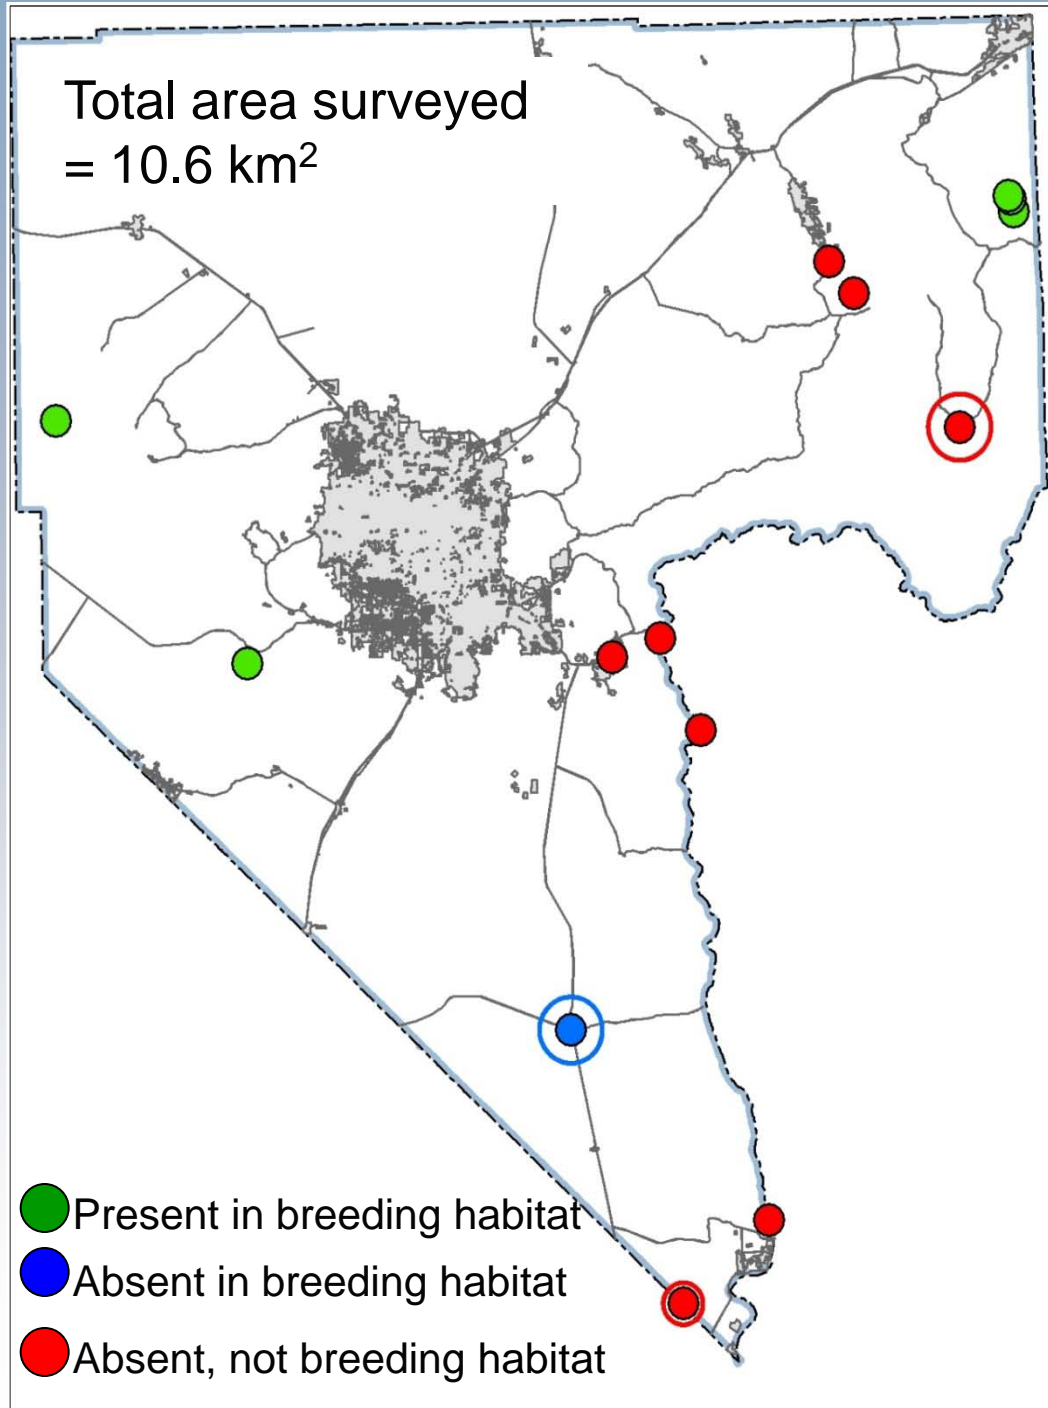 Total area surveyed
= 10.6 km²
Present in breeding habitat
Absent in breeding habitat
Absent, not breeding habitat